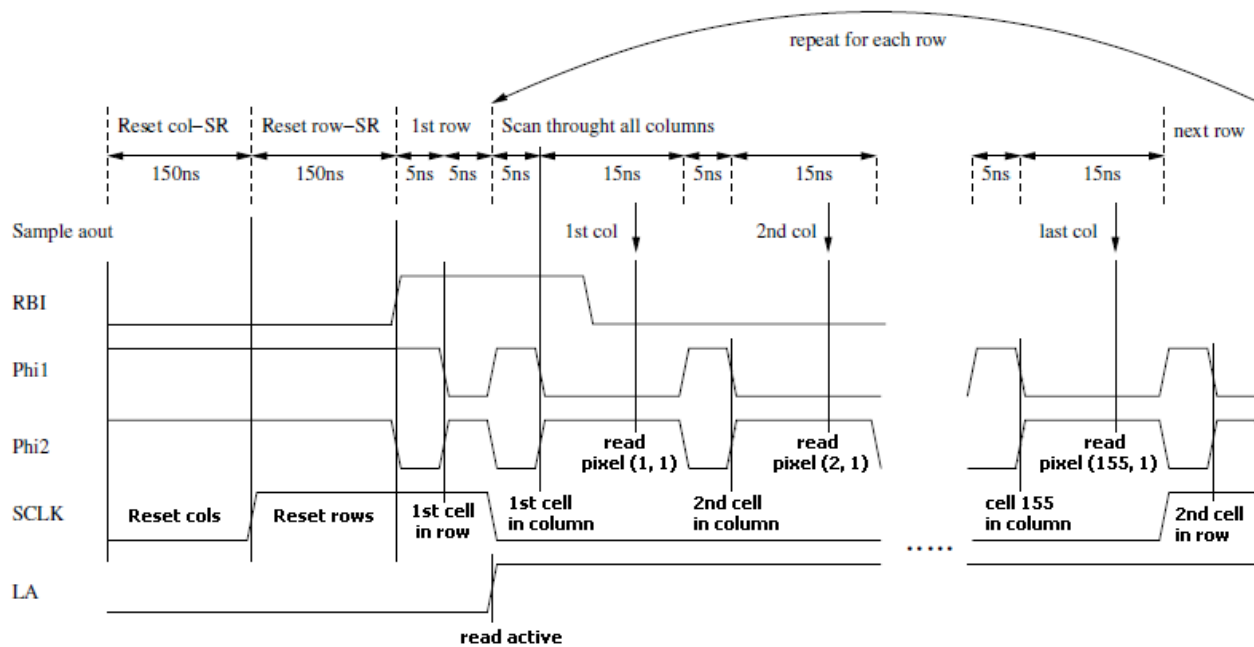 repeat for each row
Reset col–SR Reset row–SR 1st row Scan throught all columns next row
150ns 150ns 5ns 5ns 5ns 15ns 5ns 15ns 5ns 15ns
Sample aout 1st col 2nd col last col
RBI
Phi1
Phi2
read pixel (1, 1)
read pixel (2, 1)
read pixel (155, 1)
SCLK
Reset cols
Reset rows
1st cell in row
1st cell in column
2nd cell in column
cell 155 in column
2nd cell in row
.....
LA
read active